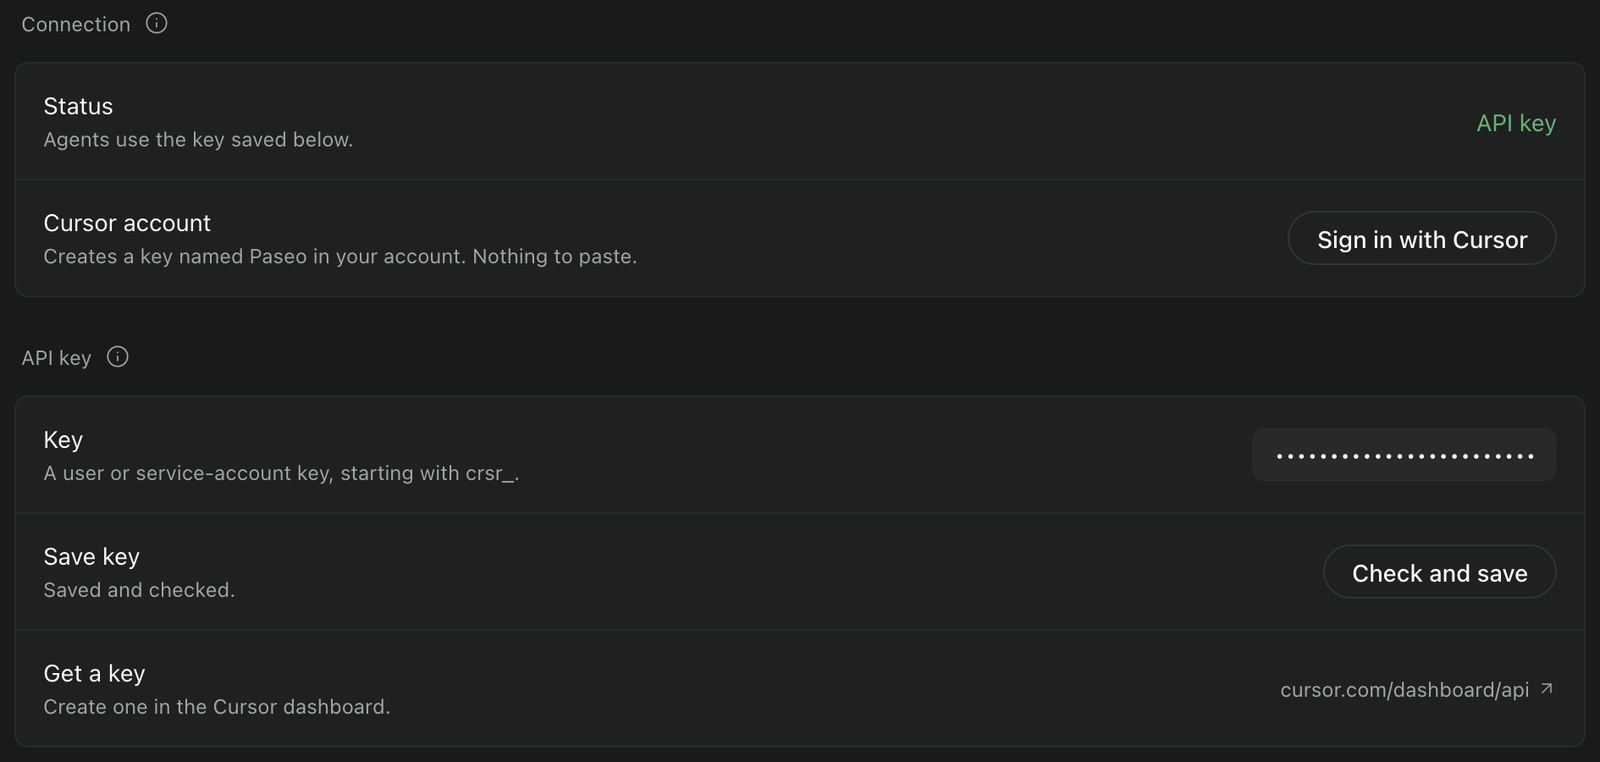 Connection
Status
Agents use the key saved below.
API key
Cursor account
Creates a key named Paseo in your account. Nothing to paste.
Sign in with Cursor
API key
Key
A user or service-account key, starting with crsr_.
••••••••••••••••••••••••
Save key
Saved and checked.
Check and save
Get a key
Create one in the Cursor dashboard.
cursor.com/dashboard/api ↗